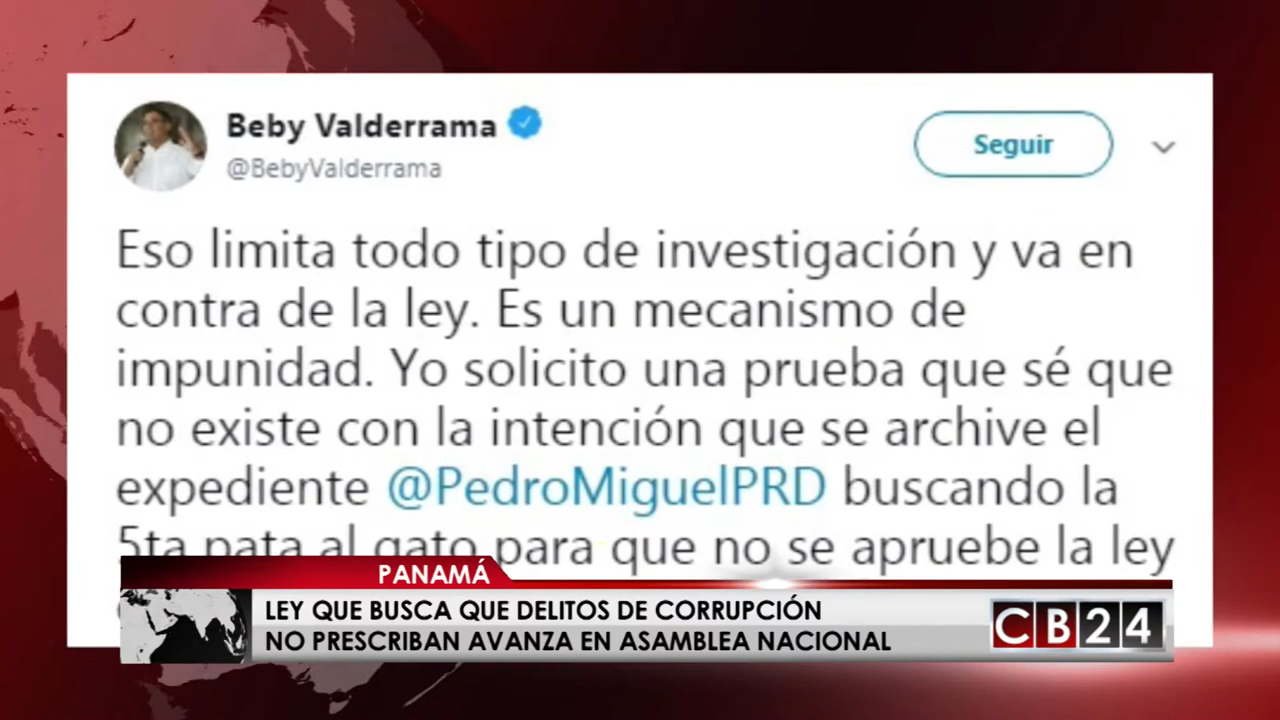 Beby Valderrama
@BebyValderrama
Seguir
Eso limita todo tipo de investigación y va en
contra de la ley. Es un mecanismo de
impunidad. Yo solicito una prueba que sé que
no existe con la intención que se archive el
expediente @PedroMiguelPRD buscando la
5ta pata al gato para que no se apruebe la ley
PANAMÁ
LEY QUE BUSCA QUE DELITOS DE CORRUPCIÓN
NO PRESCRIBAN AVANZA EN ASAMBLEA NACIONAL
CB24